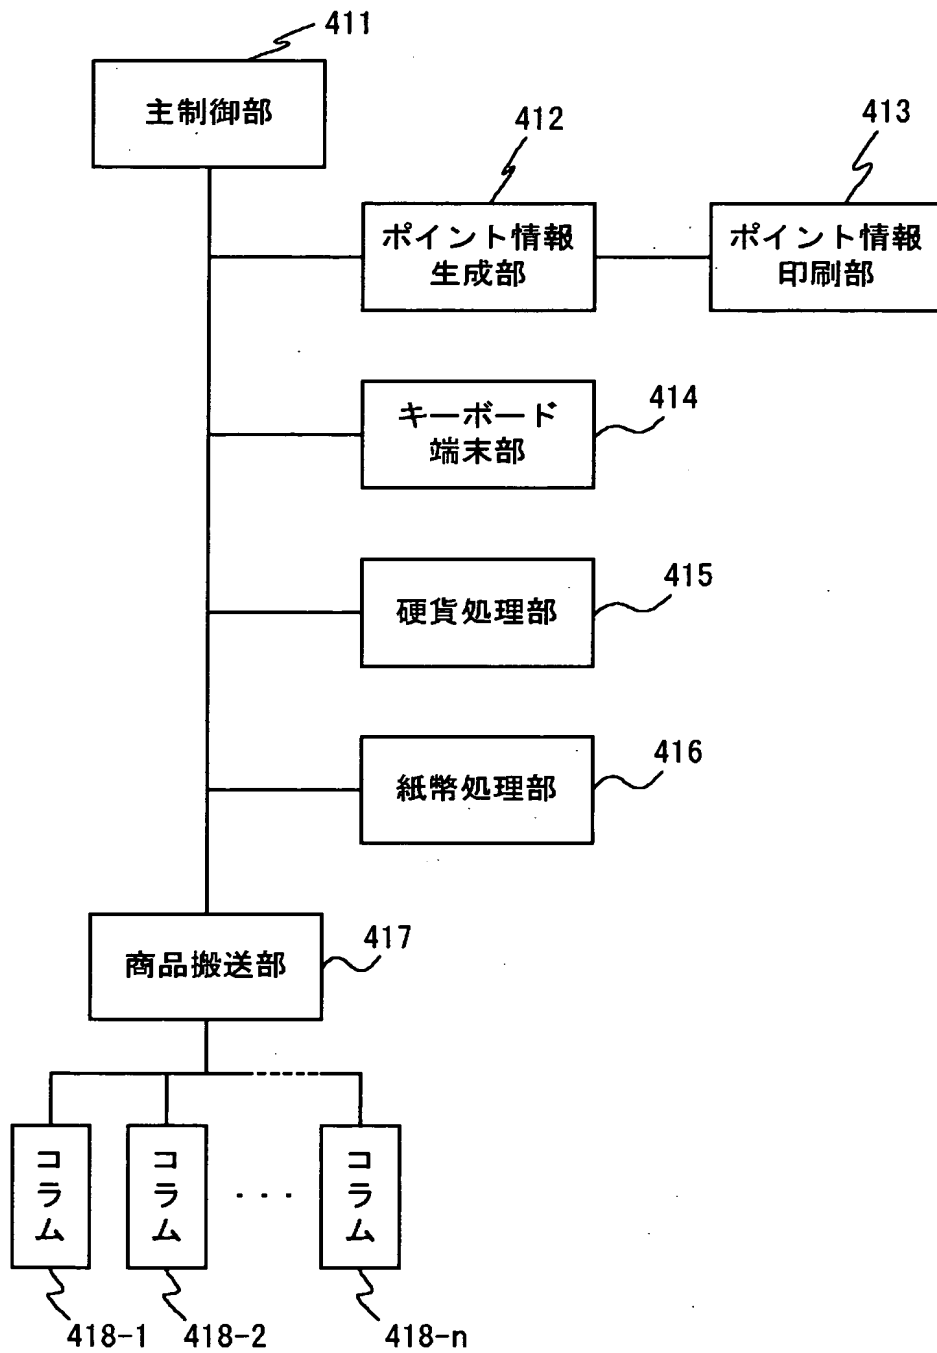 411
主制御部
412
413
ポイント情報
生成部
ポイント情報
印刷部
キーボード
端末部
414
硬貨処理部
415
紙幣処理部
416
商品搬送部
417
コラム
コラム
・・・
コラム
418-1
418-2
418-n